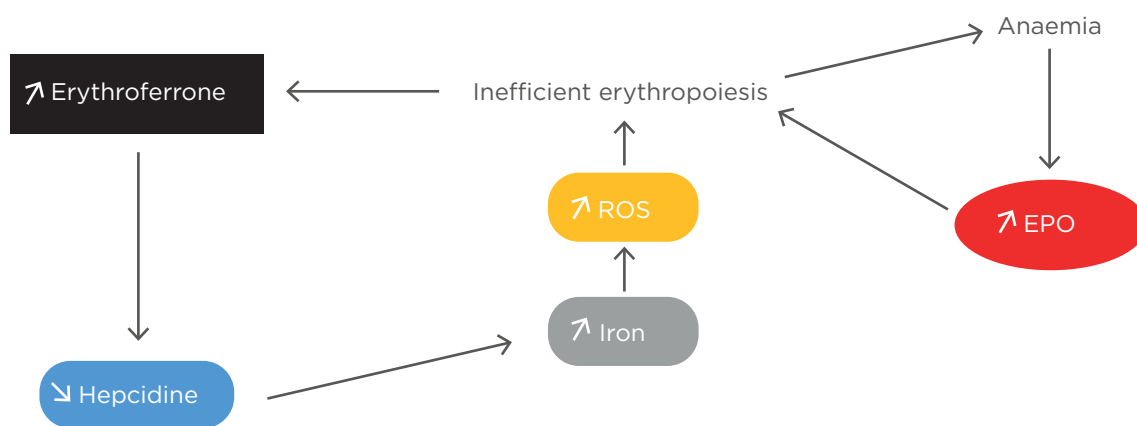 Anaemia
Erythroferrone
Inefficient erythropoiesis
ROS
EPO
Iron
Hepcidine